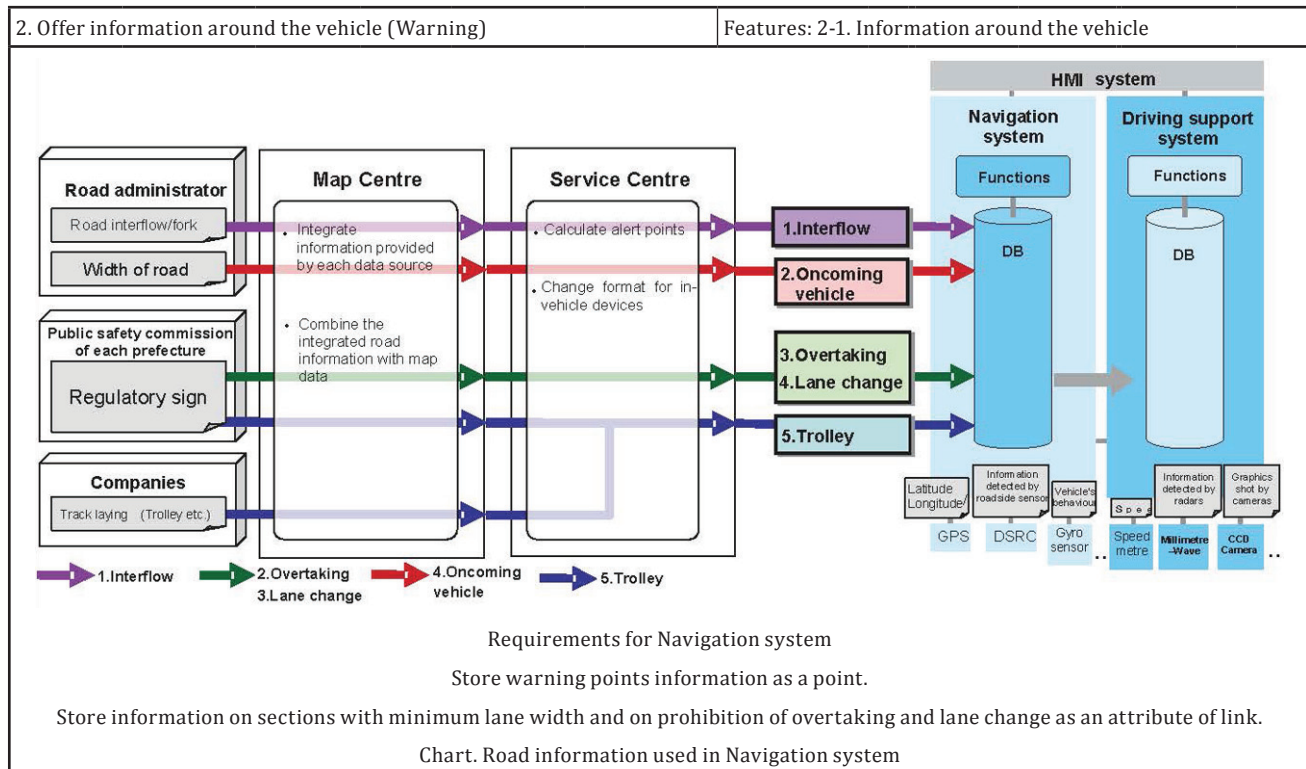 2. Offer information around the vehicle (Warning)
Features: 2-1. Information around the vehicle
HMI system
Navigation
system
Driving support
system
Functions
Functions
DB
DB
Road administrator
Road interflow/fork
Width of road
Public safety commission
of each prefecture
Regulatory sign
Companies
Track laying (Trolley etc.)
Map Centre
• Integrate
information provided
by each data source
• Combine the
integrated road
information with map
data
Service Centre
• Calculate alert points
• Change format for in-
vehicle devices
1.Interflow
2.Oncoming
vehicle
3.Overtaking
4.Lane change
5.Trolley
Latitude
Longitude/
Information
detected by
roadside sensor
Vehicle's
behaviour
S p e e
Information
detected by
radars
Graphics
shot by
cameras
GPS
DSRC
Gyro
sensor
..
Speed
metre
Millimetre
-Wave
CCD
Camera
..
1.Interflow
2.Overtaking
3.Lane change
4.Oncoming
vehicle
5.Trolley
Requirements for Navigation system
Store warning points information as a point.
Store information on sections with minimum lane width and on prohibition of overtaking and lane change as an attribute of link.
Chart. Road information used in Navigation system